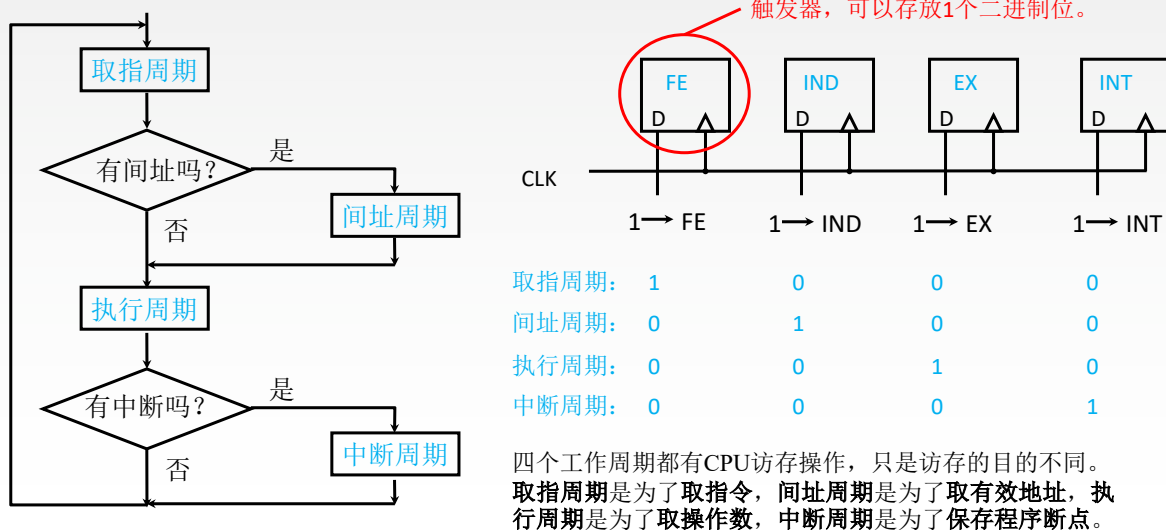 触发器，可以存放1个二进制位。
取指周期
有间址吗？
是
否
间址周期
执行周期
有中断吗？
是
否
中断周期
FE
IND
EX
INT
D
D
D
D
CLK
1→ FE
1→ IND
1→ EX
1→ INT
取指周期： 1 0 0 0
间址周期： 0 1 0 0
执行周期： 0 0 1 0
中断周期： 0 0 0 1
四个工作周期都有CPU访存操作，只是访存的目的不同。
取指周期是为了取指令，间址周期是为了取有效地址，执
行周期是为了取操作数，中断周期是为了保存程序断点。